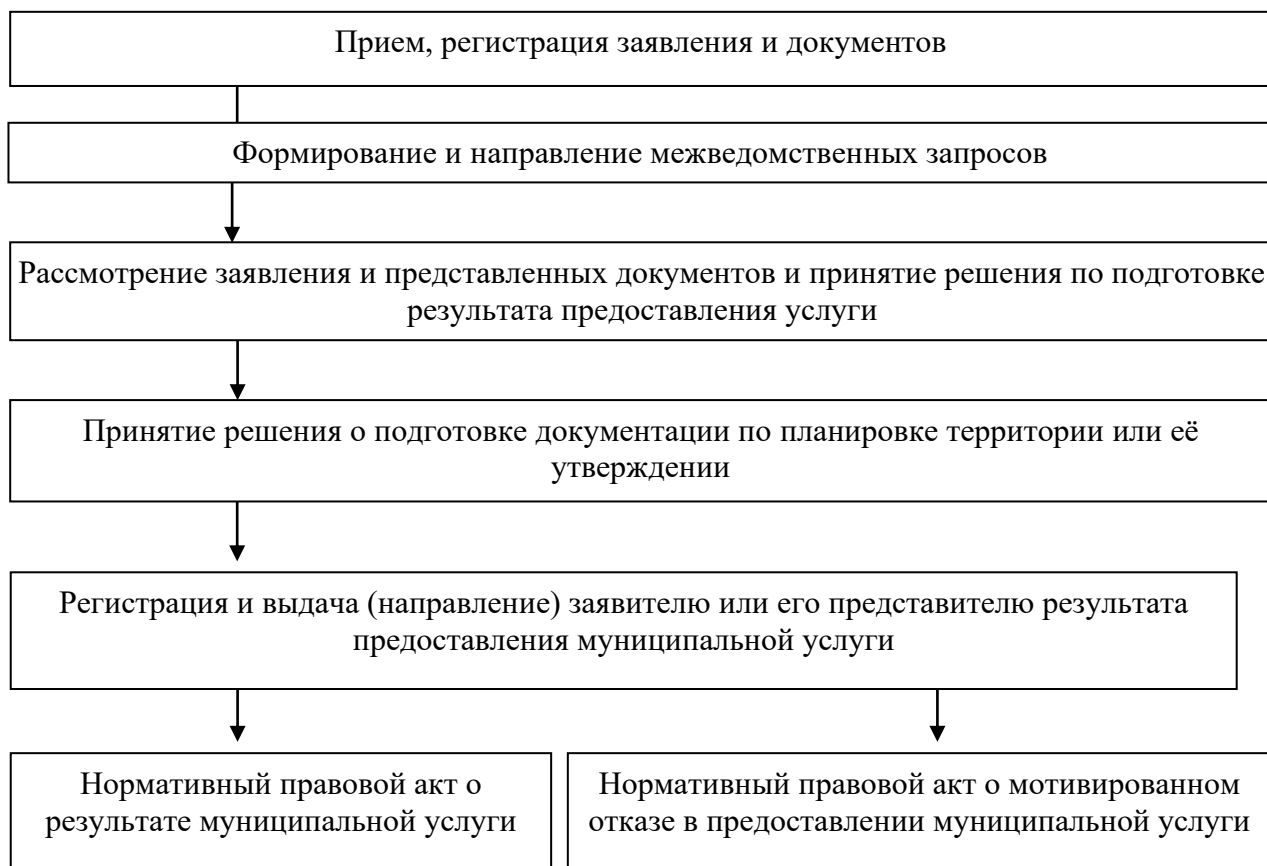 Прием, регистрация заявления и документов
Формирование и направление межведомственных запросов
Рассмотрение заявления и представленных документов и принятие решения по подготовке
результата предоставления услуги
Принятие решения о подготовке документации по планировке территории или её
утверждении
Регистрация и выдача (направление) заявителю или его представителю результата
предоставления муниципальной услуги
Нормативный правовой акт о
результате муниципальной услуги
Нормативный правовой акт о мотивированном
отказе в предоставлении муниципальной услуги